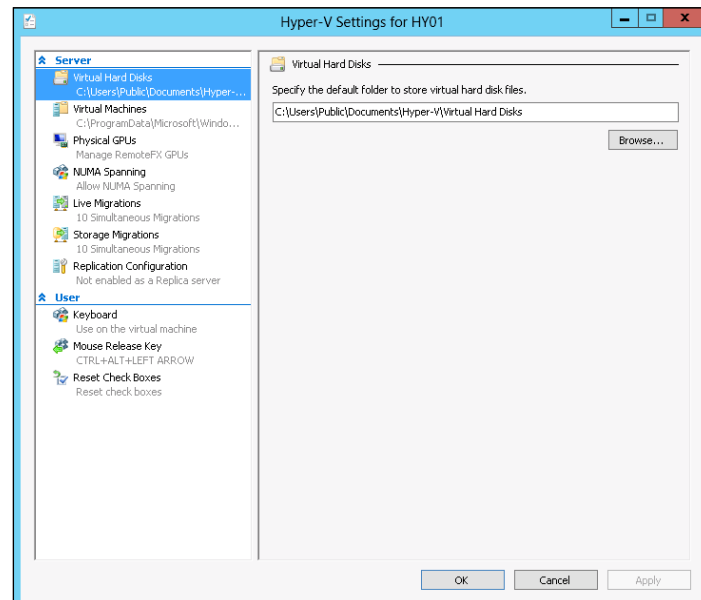 Hyper-V Settings for HY01
Server
Virtual Hard Disks
C:\Users\Public\Documents\Hyper-...
Virtual Machines
C:\ProgramData\Microsoft\Windo...
Physical GPUs
Manage RemoteFX GPUs
NUMA Spanning
Allow NUMA Spanning
Live Migrations
10 Simultaneous Migrations
Storage Migrations
10 Simultaneous Migrations
Replication Configuration
Not enabled as a Replica server
User
Keyboard
Use on the virtual machine
Mouse Release Key
CTRL+ALT+LEFT ARROW
Reset Check Boxes
Reset check boxes
Virtual Hard Disks
Specify the default folder to store virtual hard disk files.
C:\Users\Public\Documents\Hyper-V\Virtual Hard Disks
Browse...
OK Cancel Apply